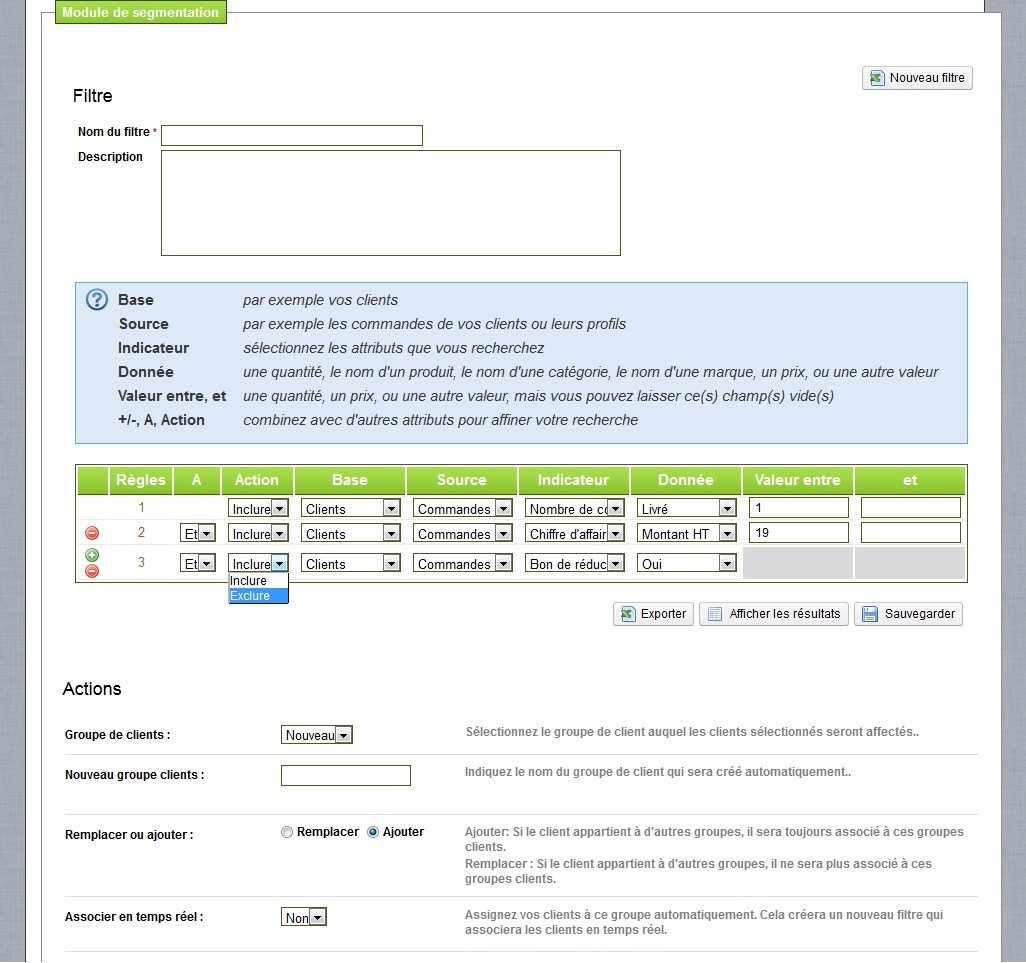 Module de segmentation
Nouveau filtre
Filtre
Nom du filtre *
Description
? Base par exemple vos clients
Source par exemple les commandes de vos clients ou leurs profils
Indicateur sélectionnez les attributs que vous recherchez
Donnée une quantité, le nom d'un produit, le nom d'une catégorie, le nom d'une marque, un prix, ou une autre valeur
Valeur entre, et une quantité, un prix, ou une autre valeur, mais vous pouvez laisser ce(s) champ(s) vide(s)
+/-, A, Action combinez avec d'autres attributs pour affiner votre recherche
Règles A Action Base Source Indicateur Donnée Valeur entre et
1 Inclure Clients Commandes Nombre de co Livré 1
2 Et Inclure Clients Commandes Chiffre d'affair Montant HT 19
3 Et Inclure Clients Commandes Bon de réduc Oui
Inclure
Exclure
Exporter Afficher les résultats Sauvegarder
Actions
Groupe de clients : Nouveau Sélectionnez le groupe de client auquel les clients sélectionnés seront affectés..
Nouveau groupe clients : Indiquez le nom du groupe de client qui sera créé automatiquement..
Remplacer ou ajouter : Remplacer Ajouter Ajouter: Si le client appartient à d'autres groupes, il sera toujours associé à ces groupes
clients.
Remplacer : Si le client appartient à d'autres groupes, il ne sera plus associé à ces
groupes clients.
Associer en temps réel : Non Assignez vos clients à ce groupe automatiquement. Cela créera un nouveau filtre qui
associera les clients en temps réel.